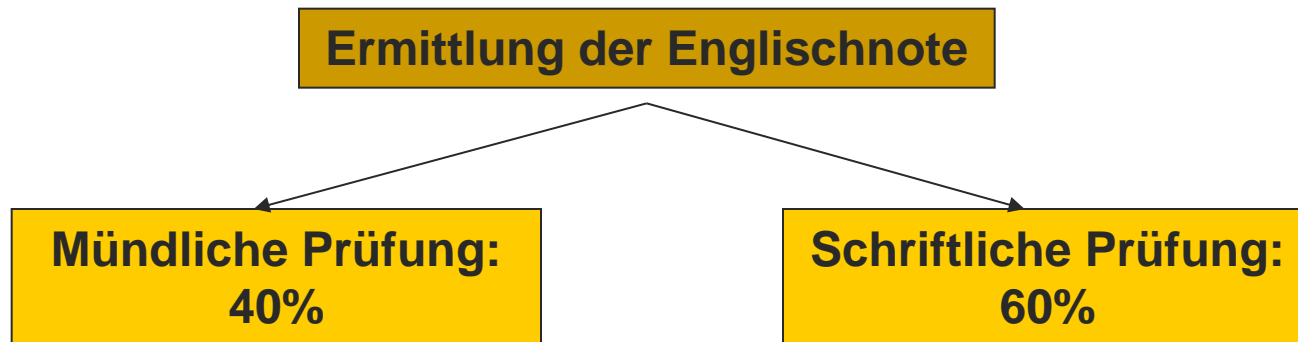 Ermittlung der Englischnote
Mündliche Prüfung:
40%
Schriftliche Prüfung:
60%